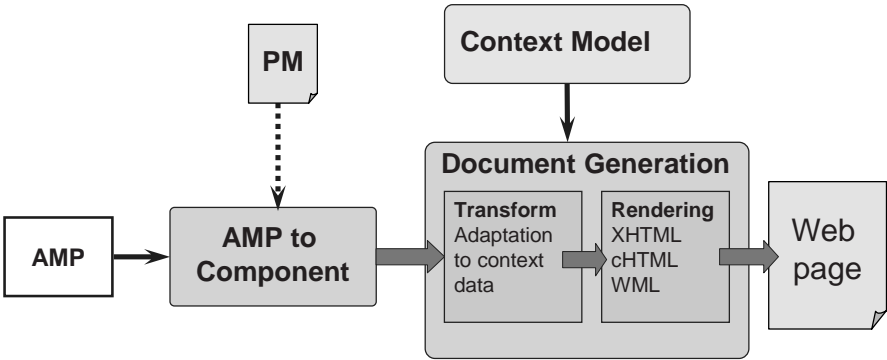 PM
Context Model
AMP
AMP to
Component
Document Generation
Transform
Adaptation
to context
data
Rendering
XHTML
cHTML
WML
Web
page